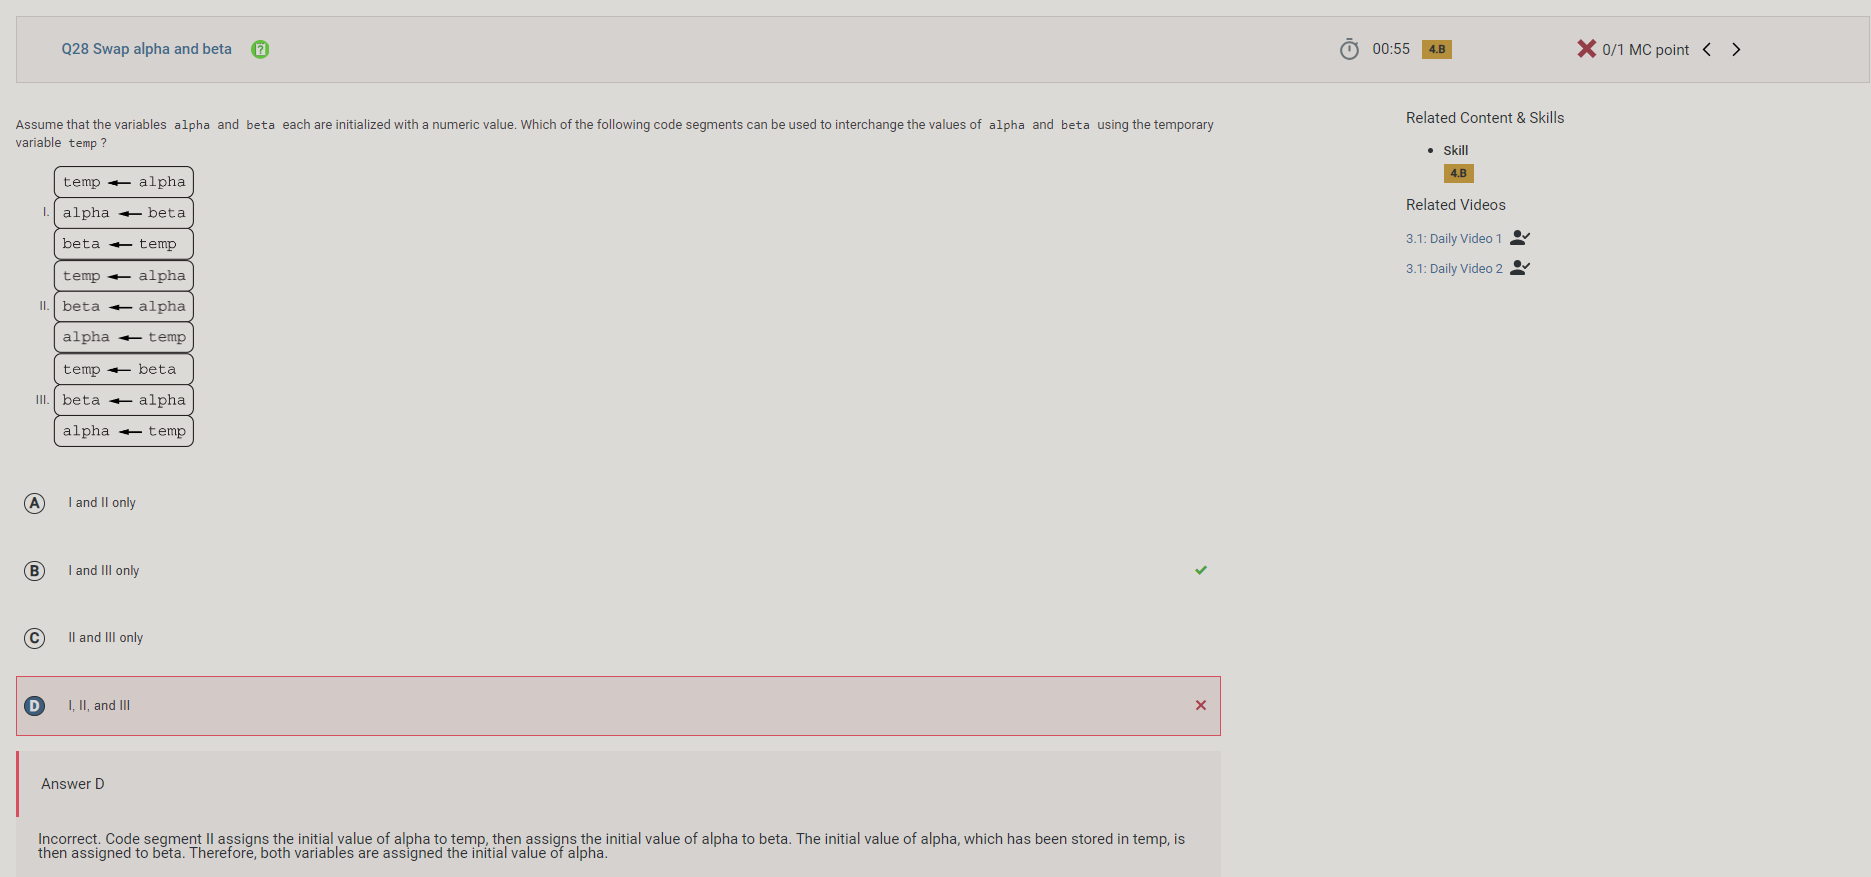 Q28 Swap alpha and beta
00:55 4.B
0/1 MC point
Assume that the variables alpha and beta each are initialized with a numeric value. Which of the following code segments can be used to interchange the values of alpha and beta using the temporary
variable temp ?
temp ← alpha
I. alpha ← beta
beta ← temp
temp ← alpha
II. beta ← alpha
alpha ← temp
temp ← beta
III. beta ← alpha
alpha ← temp
A I and II only
B I and III only
C II and III only
D I, II, and III
Answer D
Incorrect. Code segment II assigns the initial value of alpha to temp, then assigns the initial value of alpha to beta. The initial value of alpha, which has been stored in temp, is
then assigned to beta. Therefore, both variables are assigned the initial value of alpha.
Related Content & Skills
• Skill
4.B
Related Videos
3.1: Daily Video 1
3.1: Daily Video 2